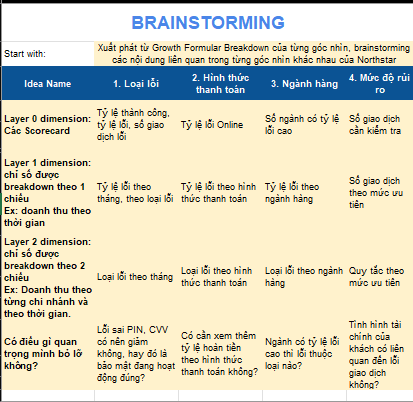 BRAINSTORMING
Start with:
Xuất phát từ Growth Formular Breakdown của từng góc nhìn, brainstorming
các nội dung liên quan trong từng góc nhìn khác nhau của Northstar
Idea Name
1. Loại lỗi
2. Hình thức
thanh toán
3. Ngành hàng
4. Mức độ rủi
ro
Layer 0 dimension:
Các Scorecard
Tỷ lệ thành công,
tỷ lệ lỗi, số giao
dịch lỗi
Tỷ lệ lỗi Online
Số ngành có tỷ lệ
lỗi cao
Số giao dịch
cần kiểm tra
Layer 1 dimension:
chỉ số được
breakdown theo 1
chiều
Ex: doanh thu theo
thời gian
Tỷ lệ lỗi theo
tháng, theo loại lỗi
Tỷ lệ lỗi theo hình
thức thanh toán
Tỷ lệ lỗi theo
ngành hàng
Số giao dịch
theo mức ưu
tiên
Layer 2 dimension:
chỉ số được
breakdown theo 2
chiều
Ex: Doanh thu theo
từng chi nhánh và
theo thời gian.
Loại lỗi theo tháng
Loại lỗi theo hình
thức thanh toán
Loại lỗi theo ngành
hàng
Quy tắc theo
mức ưu tiên
Có điều gì quan
trọng mình bỏ lỡ
không?
Lỗi sai PIN, CVV
có nên giảm
không, hay đó là
bảo mật đang hoạt
động đúng?
Có cần xem thêm
tỷ lệ hoàn tiền
theo hình thức
thanh toán không?
Ngành có tỷ lệ lỗi
cao thì lỗi thuộc
loại nào?
Tình hình tài
chính của
khách có liên
quan đến lỗi
giao dịch
không?